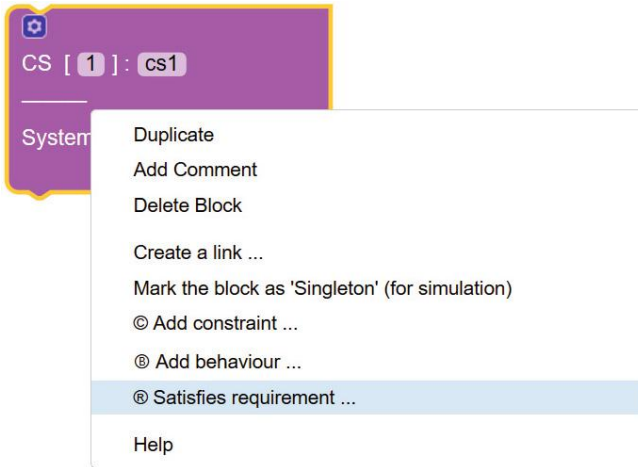 CS [ 1 ] : cs1
System
Duplicate
Add Comment
Delete Block
Create a link ...
Mark the block as 'Singleton' (for simulation)
© Add constraint ...
Ⓑ Add behaviour ...
® Satisfies requirement ...
Help